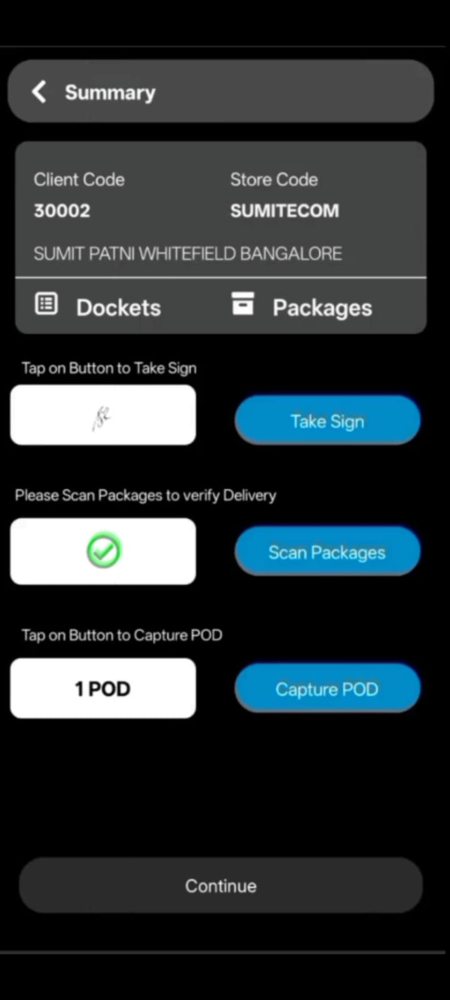 Summary
Client Code Store Code
30002 SUMITECOM
SUMIT PATNI WHITEFIELD BANGALORE
Dockets Packages
Tap on Button to Take Sign
Take Sign
Please Scan Packages to verify Delivery
Scan Packages
Tap on Button to Capture POD
1 POD Capture POD
Continue